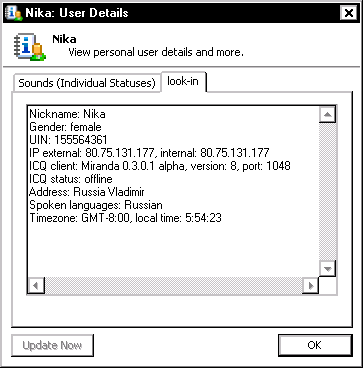 Nika: User Details
Nika
View personal user details and more.
Sounds (Individual Statuses) look-in
Nickname: Nika
Gender: female
UIN: 155564361
IP external: 80.75.131.177, internal: 80.75.131.177
ICQ client: Miranda 0.3.0.1 alpha, version: 8, port: 1048
ICQ status: offline
Address: Russia Vladimir
Spoken languages: Russian
Timezone: GMT-8:00, local time: 5:54:23
Update Now OK